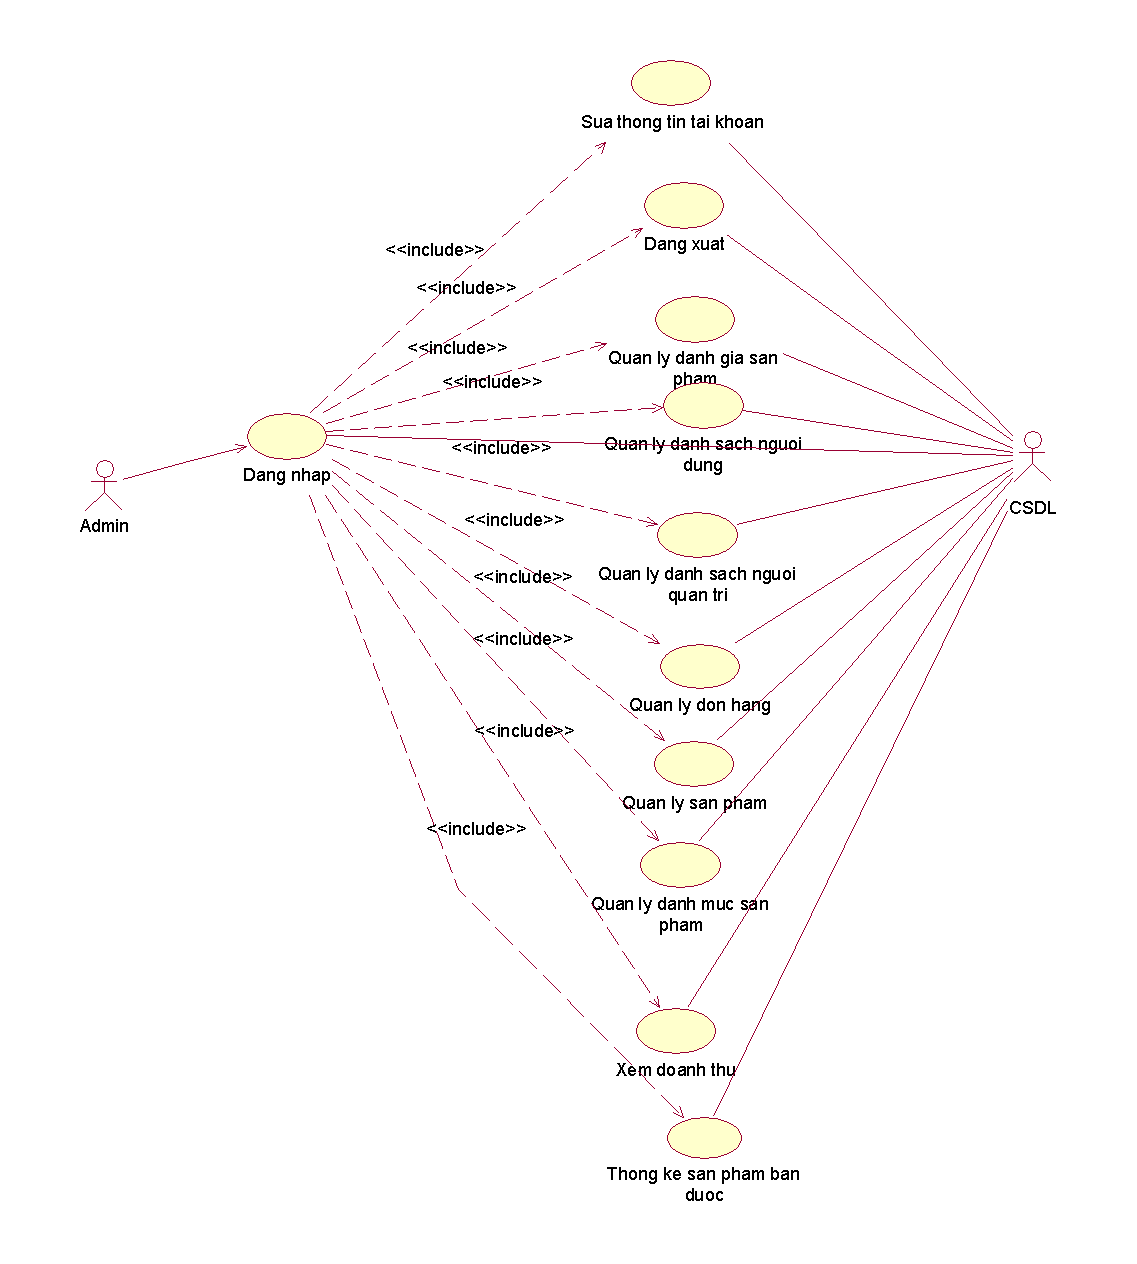 Sua thong tin tai khoan
Dang xuat
<<include>>
<<include>>
<<include>>
Quan ly danh gia san
pham
<<include>>
Quan ly danh sach nguoi
dung
<<include>>
Dang nhap
Admin
CSDL
<<include>>
Quan ly danh sach nguoi
quan tri
<<include>>
<<include>>
Quan ly don hang
<<include>>
Quan ly san pham
<<include>>
Quan ly danh muc san
pham
Xem doanh thu
Thong ke san pham ban
duoc